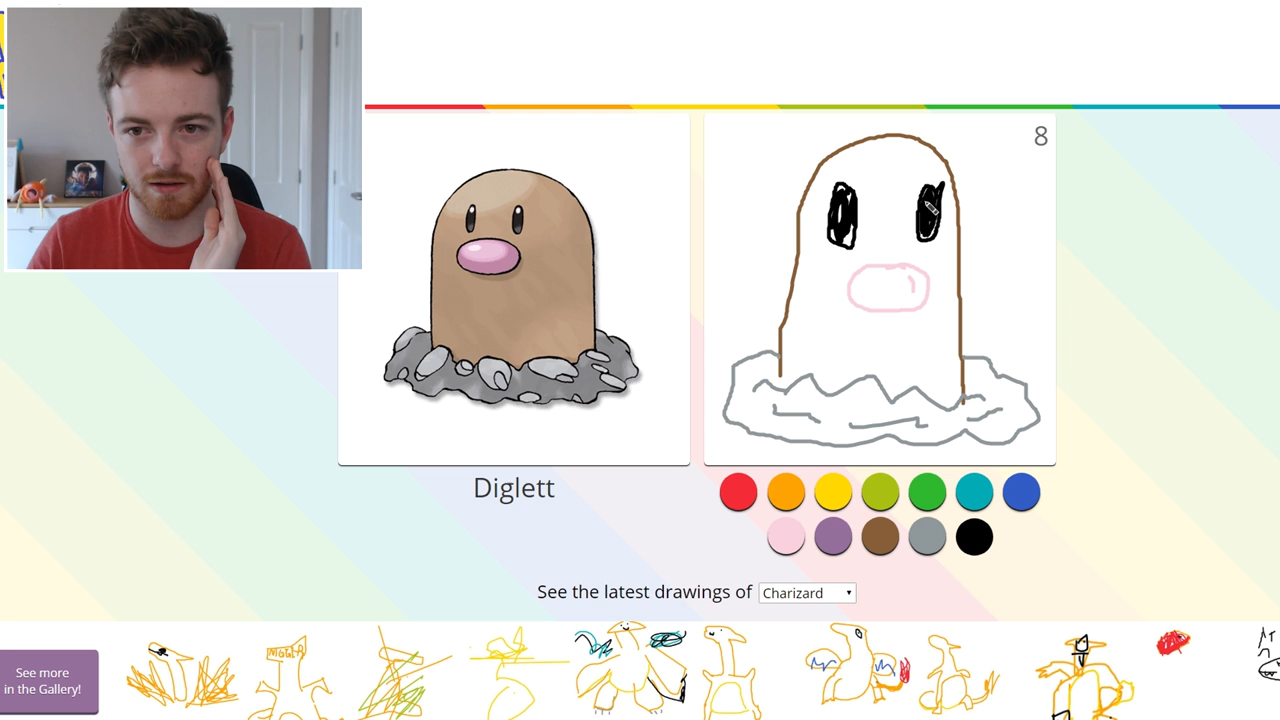 8
Diglett
See the latest drawings of Charizard
See more
in the Gallery!